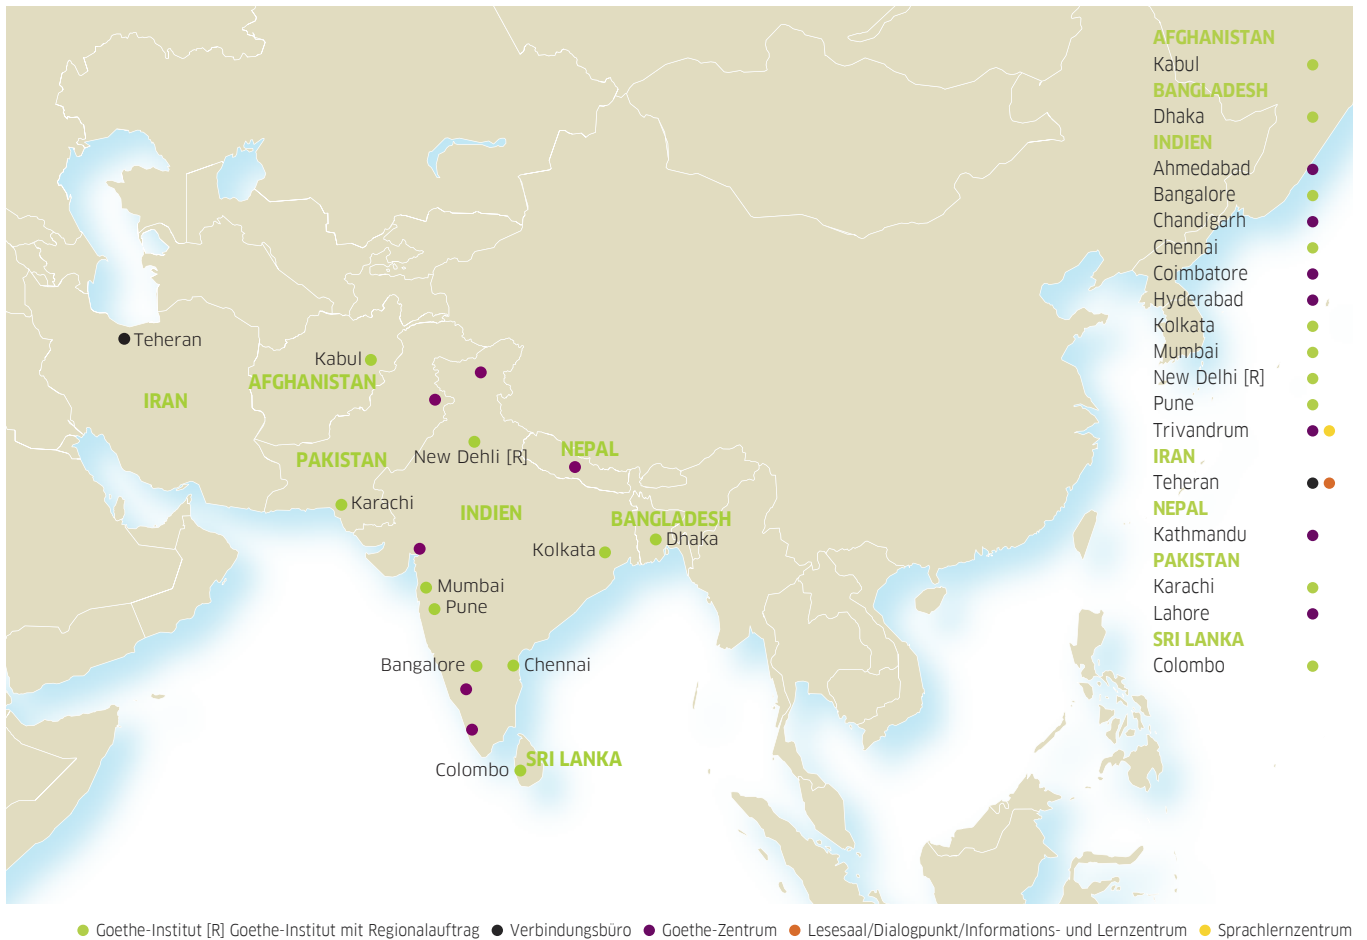 AFGHANISTAN
Kabul
BANGLADESH
Dhaka
INDIEN
Ahmedabad
Bangalore
Chandigarh
Chennai
Coimbatore
Hyderabad
Kolkata
Mumbai
New Delhi [R]
Pune
Trivandrum
IRAN
Teheran
NEPAL
Kathmandu
PAKISTAN
Karachi
Lahore
SRI LANKA
Colombo
Teheran
IRAN
Kabul
AFGHANISTAN
PAKISTAN
Karachi
New Dehli [R]
NEPAL
INDIEN
BANGLADESH
Dhaka
Kolkata
Mumbai
Pune
Bangalore
Chennai
SRI LANKA
Colombo
Goethe-Institut [R] Goethe-Institut mit Regionalauftrag Verbindungsbüro Goethe-Zentrum Lesesaal/Dialogpunkt/Informations- und Lernzentrum Sprachlernzentrum